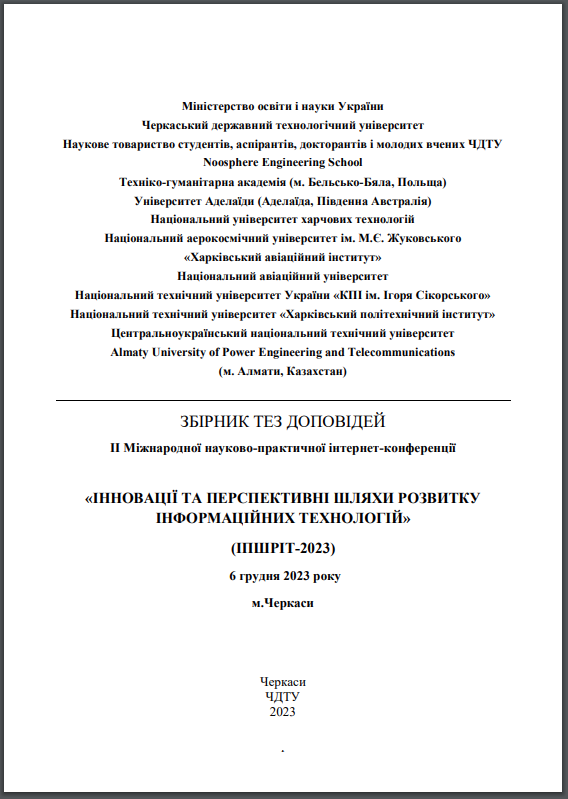 Міністерство освіти і науки України
Черкаський державний технологічний університет
Наукове товариство студентів, аспірантів, докторантів і молодих вчених ЧДТУ
Noosphere Engineering School
Техніко-гуманітарна академія (м. Бельсько-Бяла, Польща)
Університет Аделаїди (Аделаїда, Південна Австралія)
Національний університет харчових технологій
Національний аерокосмічний університет ім. М.Є. Жуковського
«Харківський авіаційний інститут»
Національний авіаційний університет
Національний технічний університет України «КПІ ім. Ігоря Сікорського»
Національний технічний університет «Харківський політехнічний інститут»
Центральноукраїнський національний технічний університет
Almaty University of Power Engineering and Telecommunications
(м. Алмати, Казахстан)
ЗБІРНИК ТЕЗ ДОПОВІДЕЙ
ІІ Міжнародної науково-практичної інтернет-конференції
«ІННОВАЦІЇ ТА ПЕРСПЕКТИВНІ ШЛЯХИ РОЗВИТКУ
ІНФОРМАЦІЙНИХ ТЕХНОЛОГІЙ»
(ІПШРІТ-2023)
6 грудня 2023 року
м.Черкаси
Черкаси
ЧДТУ
2023
.